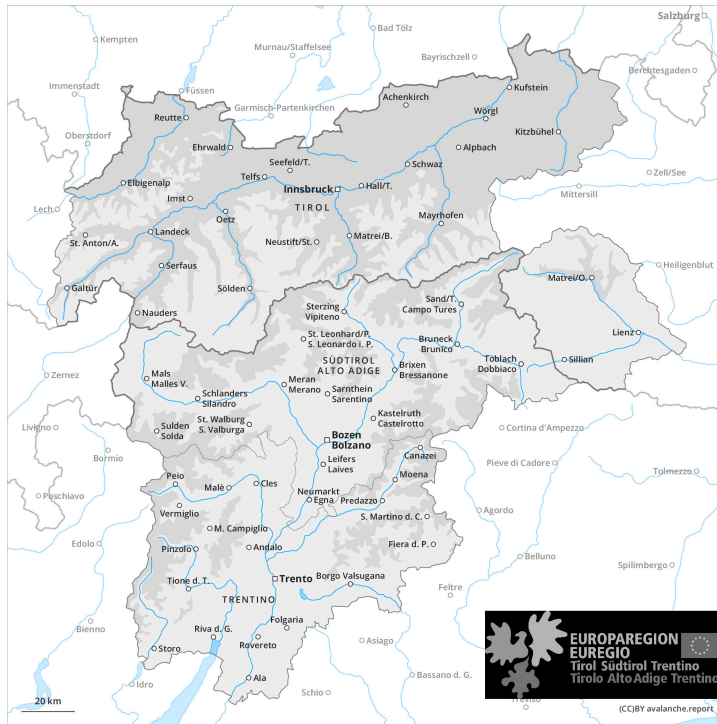 Salzburg
Kempten
Bad Tölz
Murnau/Staffelsee
Bayrischzell
Berchtesgaden
Immenstadt
Füssen
Garmisch-Partenkirchen
Achenkirch
Kufstein
Reutte
Wörgl
Kitzbühel
Oberstdorf
Ehrwald
Seefeld/T.
Alpbach
Schwaz
Telfs
Zell/See
Elbigenalp
Innsbruck
Hall/T.
Mittersill
Imst
TIROL
Lech
Oetz
Mayrhofen
Landeck
St. Anton/A.
Neustift/St.
Matrei/B.
Serfaus
Heiligenblut
Matrei/O.
Galtür
Sölden
Nauders
Sterzing
Vipiteno
Sand/T.
Campo Tures
Lienz
St. Leonhard/P.
S. Leonardo i. P.
Bruneck
Brunico
SÜDTIROL
ALTO ADIGE
Toblach
Dobbiaco
Sillian
Zernez
Mals
Malles V.
Meran
Merano
Brixen
Bressanone
Schlanders
Silandro
Sarnthein
Sarentino
St. Walburg
S. Valburga
Kastelruth
Castelrotto
Livigno
Sulden
Solda
Bozen
Bolzano
Cortina d'Ampezzo
Bormio
Canazei
Leifers
Laives
Pieve di Cadore
Tolmezzo
Peio
Moena
Malè
Cles
Neumarkt
Egna
Predazzo
Poschiavo
Vermiglio
Agordo
M. Campiglio
S. Martino d. C.
Edolo
Pinzolo
Andalo
Fiera d. P.
Belluno
Spilimbergo
Tione d. T.
Trento
Borgo Valsugana
Feltre
TRENTINO
Bienno
Folgaria
Riva d. G.
Rovereto
Asiago
Storo
Ala
Bassano d. G.
Idro
Schio
Treviso
EUROPAREGION
EUREGIO
Tirol Südtirol Trentino
Tirolo Alto Adige Trentino
20 km
(CC)BY avalanche.report